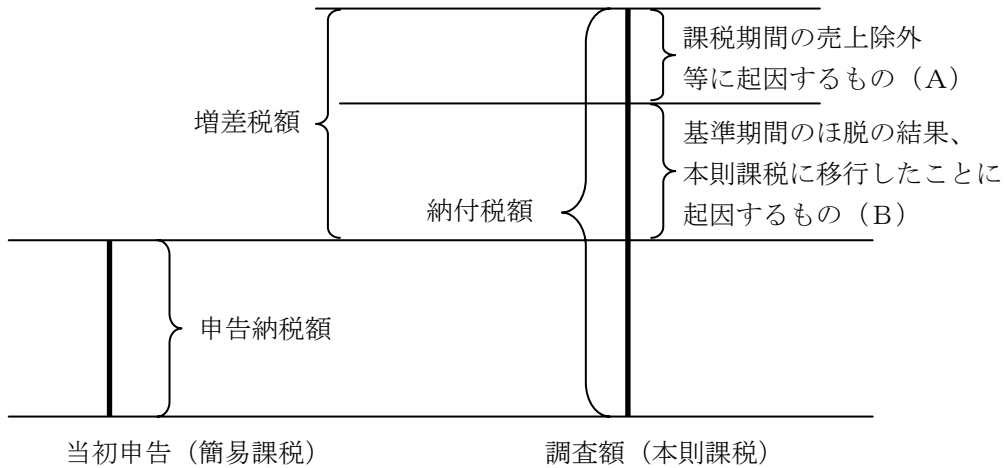 課税期間の売上除外
等に起因するもの（Ａ）
増差税額
基準期間のほ脱の結果、
本則課税に移行したことに
起因するもの（Ｂ）
納付税額
申告納税額
当初申告（簡易課税）
調査額（本則課税）